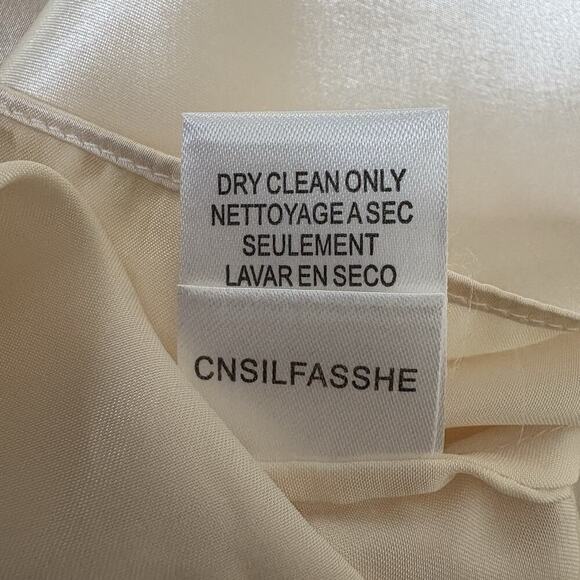 DRY CLEAN ONLY
NETTOYAGE A SEC
SEULEMENT
LAVAR EN SECO
CNSILFASSHE